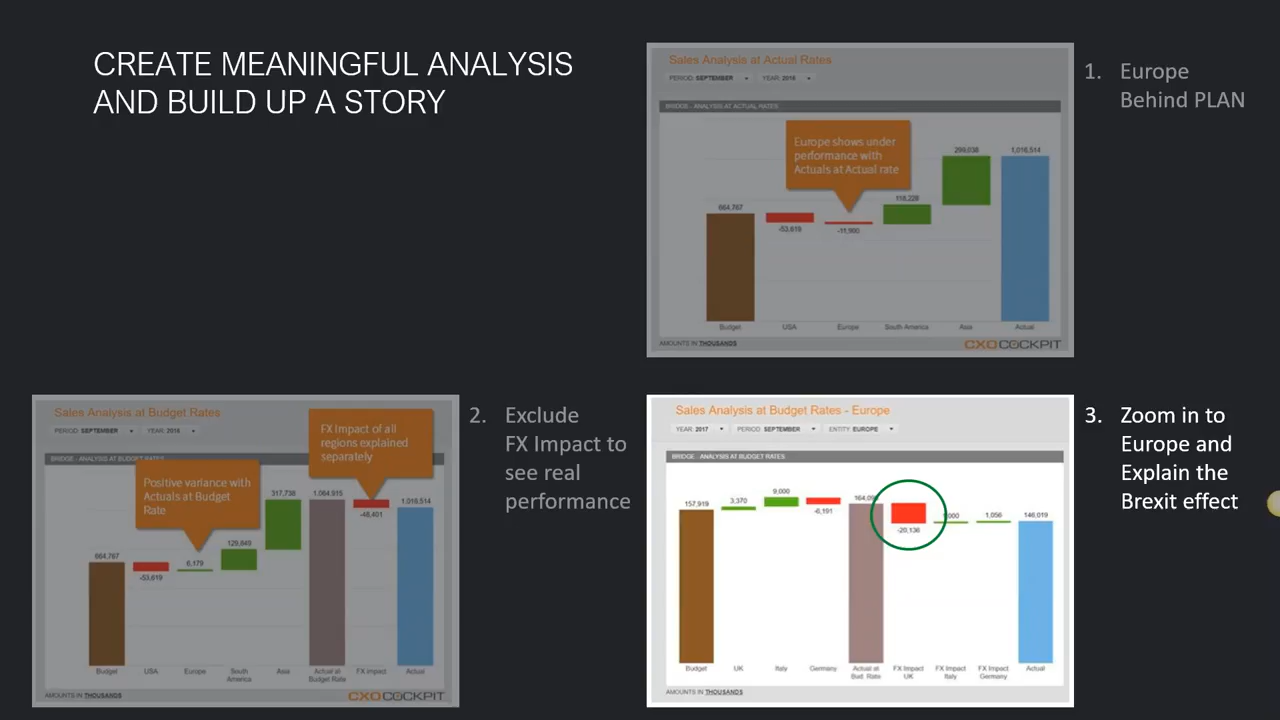 CREATE MEANINGFUL ANALYSIS
AND BUILD UP A STORY
Sales Analysis at Actual Rates
PERIOD: SEPTEMBER
YEAR: 2016
BRIDGE - ANALYSIS AT ACTUAL RATES
Europe shows under
performance with
Actuals at Actual rate
664,767
-53,619
-11,900
118,228
299,038
1,016,514
Budget
USA
Europe
South America
Asia
Actual
AMOUNTS IN THOUSANDS
CXO COCKPIT
1. Europe
Behind PLAN
Sales Analysis at Budget Rates
PERIOD: SEPTEMBER
YEAR: 2016
BRIDGE - ANALYSIS AT BUDGET RATES
Positive variance with
Actuals at Budget
Rate
FX Impact of all
regions explained
separately
664,767
-53,619
6,179
129,849
317,738
1,064,915
-48,401
1,016,514
Budget
USA
Europe
South
America
Asia
Actual at
Budget Rate
FX impact
Actual
AMOUNTS IN THOUSANDS
CXO COCKPIT
2. Exclude
FX Impact to
see real
performance
Sales Analysis at Budget Rates - Europe
YEAR: 2017
PERIOD: SEPTEMBER
ENTITY: EUROPE
BRIDGE - ANALYSIS AT BUDGET RATES
157,919
3,370
9,000
-6,191
-20,136
1,056
146,019
Budget
UK
Italy
Germany
Actual at
Bud. Rate
FX Impact
UK
FX Impact
Italy
FX Impact
Germany
Actual
AMOUNTS IN THOUSANDS
3. Zoom in to
Europe and
Explain the
Brexit effect